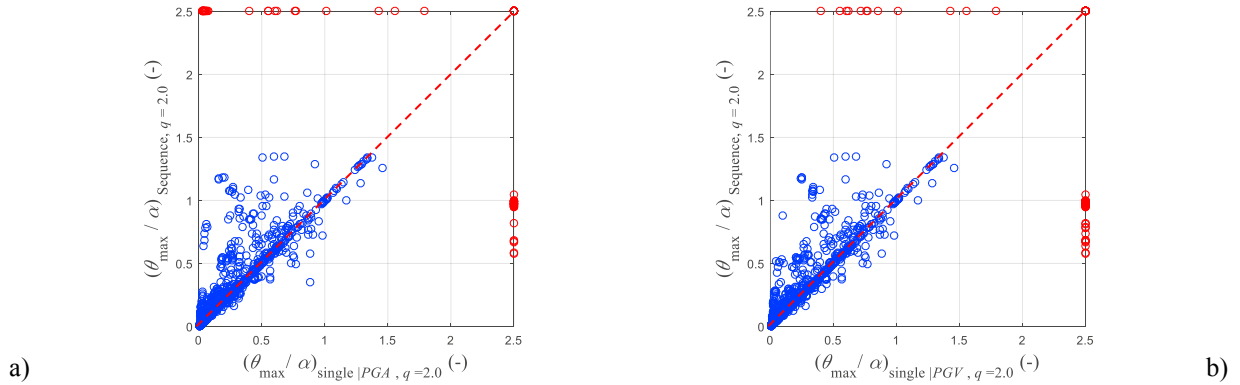 2.5
2
1.5
1
0.5
0
0 0.5 1 1.5 2 2.5
(θmax / α) Sequence, q = 2.0 (-)
(θmax / α) single |PGA , q =2.0 (-)
a)
2.5
2
1.5
1
0.5
0
0 0.5 1 1.5 2 2.5
(θmax / α) Sequence, q = 2.0 (-)
(θmax / α) single |PGV , q =2.0 (-)
b)